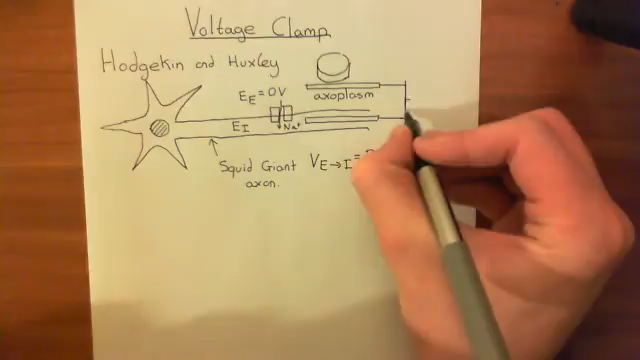 Voltage Clamp
Hodgekin and Huxley
E_E = 0V
axoplasm
E_I
Na⁺
Squid Giant
axon.
V_E→I =